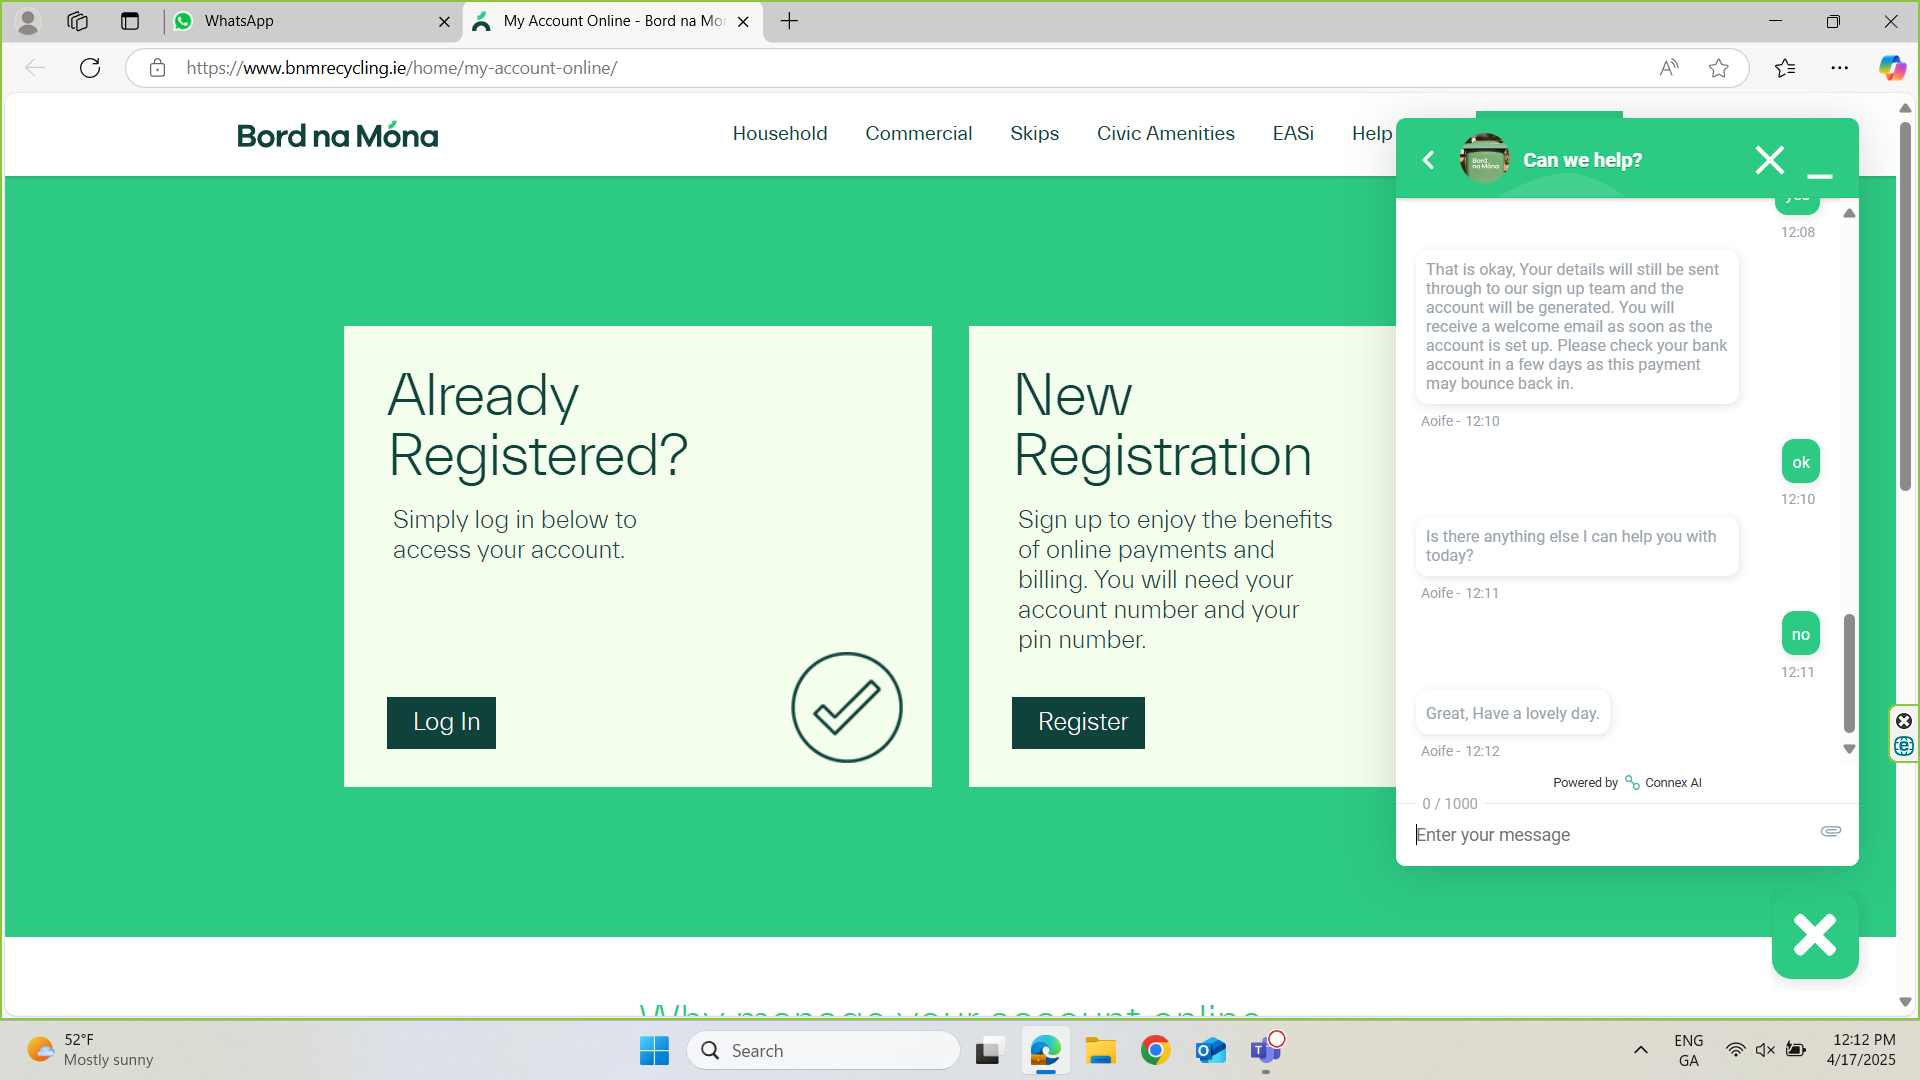 WhatsApp
My Account Online - Bord na Mo
https://www.bnmrecycling.ie/home/my-account-online/
Bord na Móna
Household
Commercial
Skips
Civic Amenities
EASi
Help
Already
Registered?
Simply log in below to
access your account.
Log In
New
Registration
Sign up to enjoy the benefits
of online payments and
billing. You will need your
account number and your
pin number.
Register
Can we help?
yes
12:08
That is okay, Your details will still be sent
through to our sign up team and the
account will be generated. You will
receive a welcome email as soon as the
account is set up. Please check your bank
account in a few days as this payment
may bounce back in.
Aoife - 12:10
ok
12:10
Is there anything else I can help you with
today?
Aoife - 12:11
no
12:11
Great, Have a lovely day.
Aoife - 12:12
Powered by Connex AI
0 / 1000
Enter your message
Why manage your account online
52°F
Mostly sunny
Search
ENG
GA
12:12 PM
4/17/2025